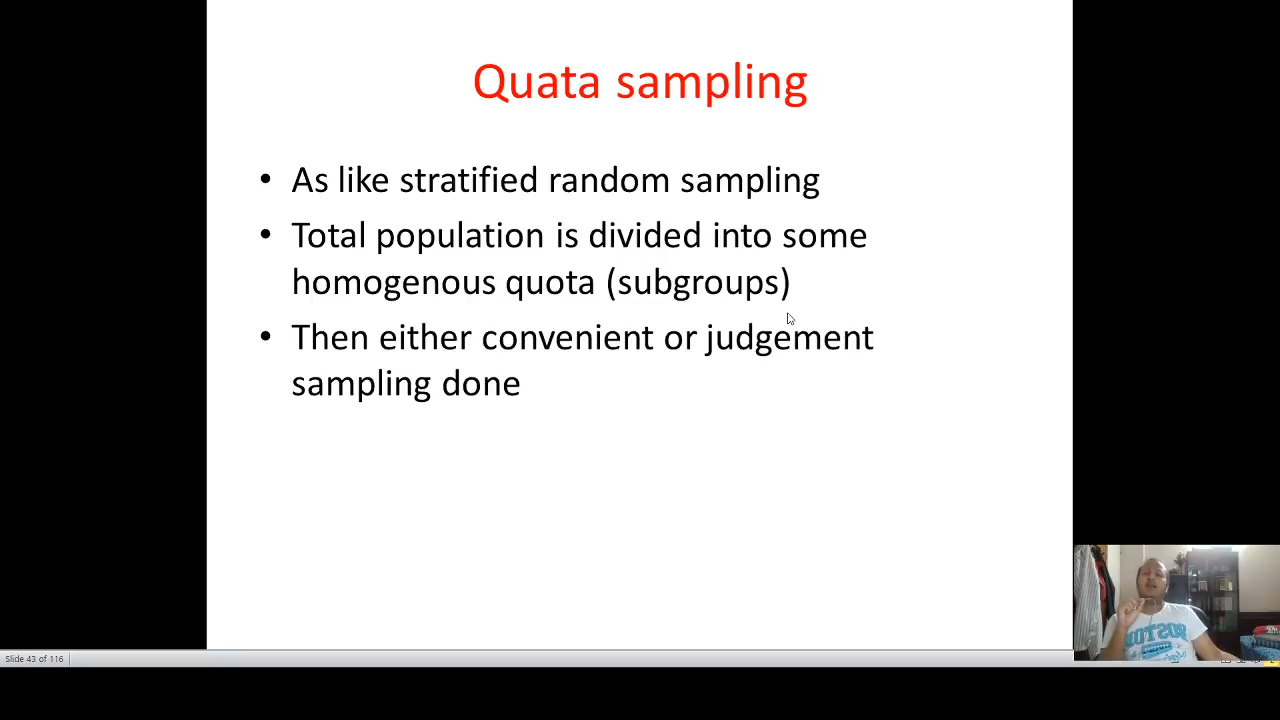 Quata sampling
• As like stratified random sampling
• Total population is divided into some
homogenous quota (subgroups)
• Then either convenient or judgement
sampling done
Slide 43 of 116